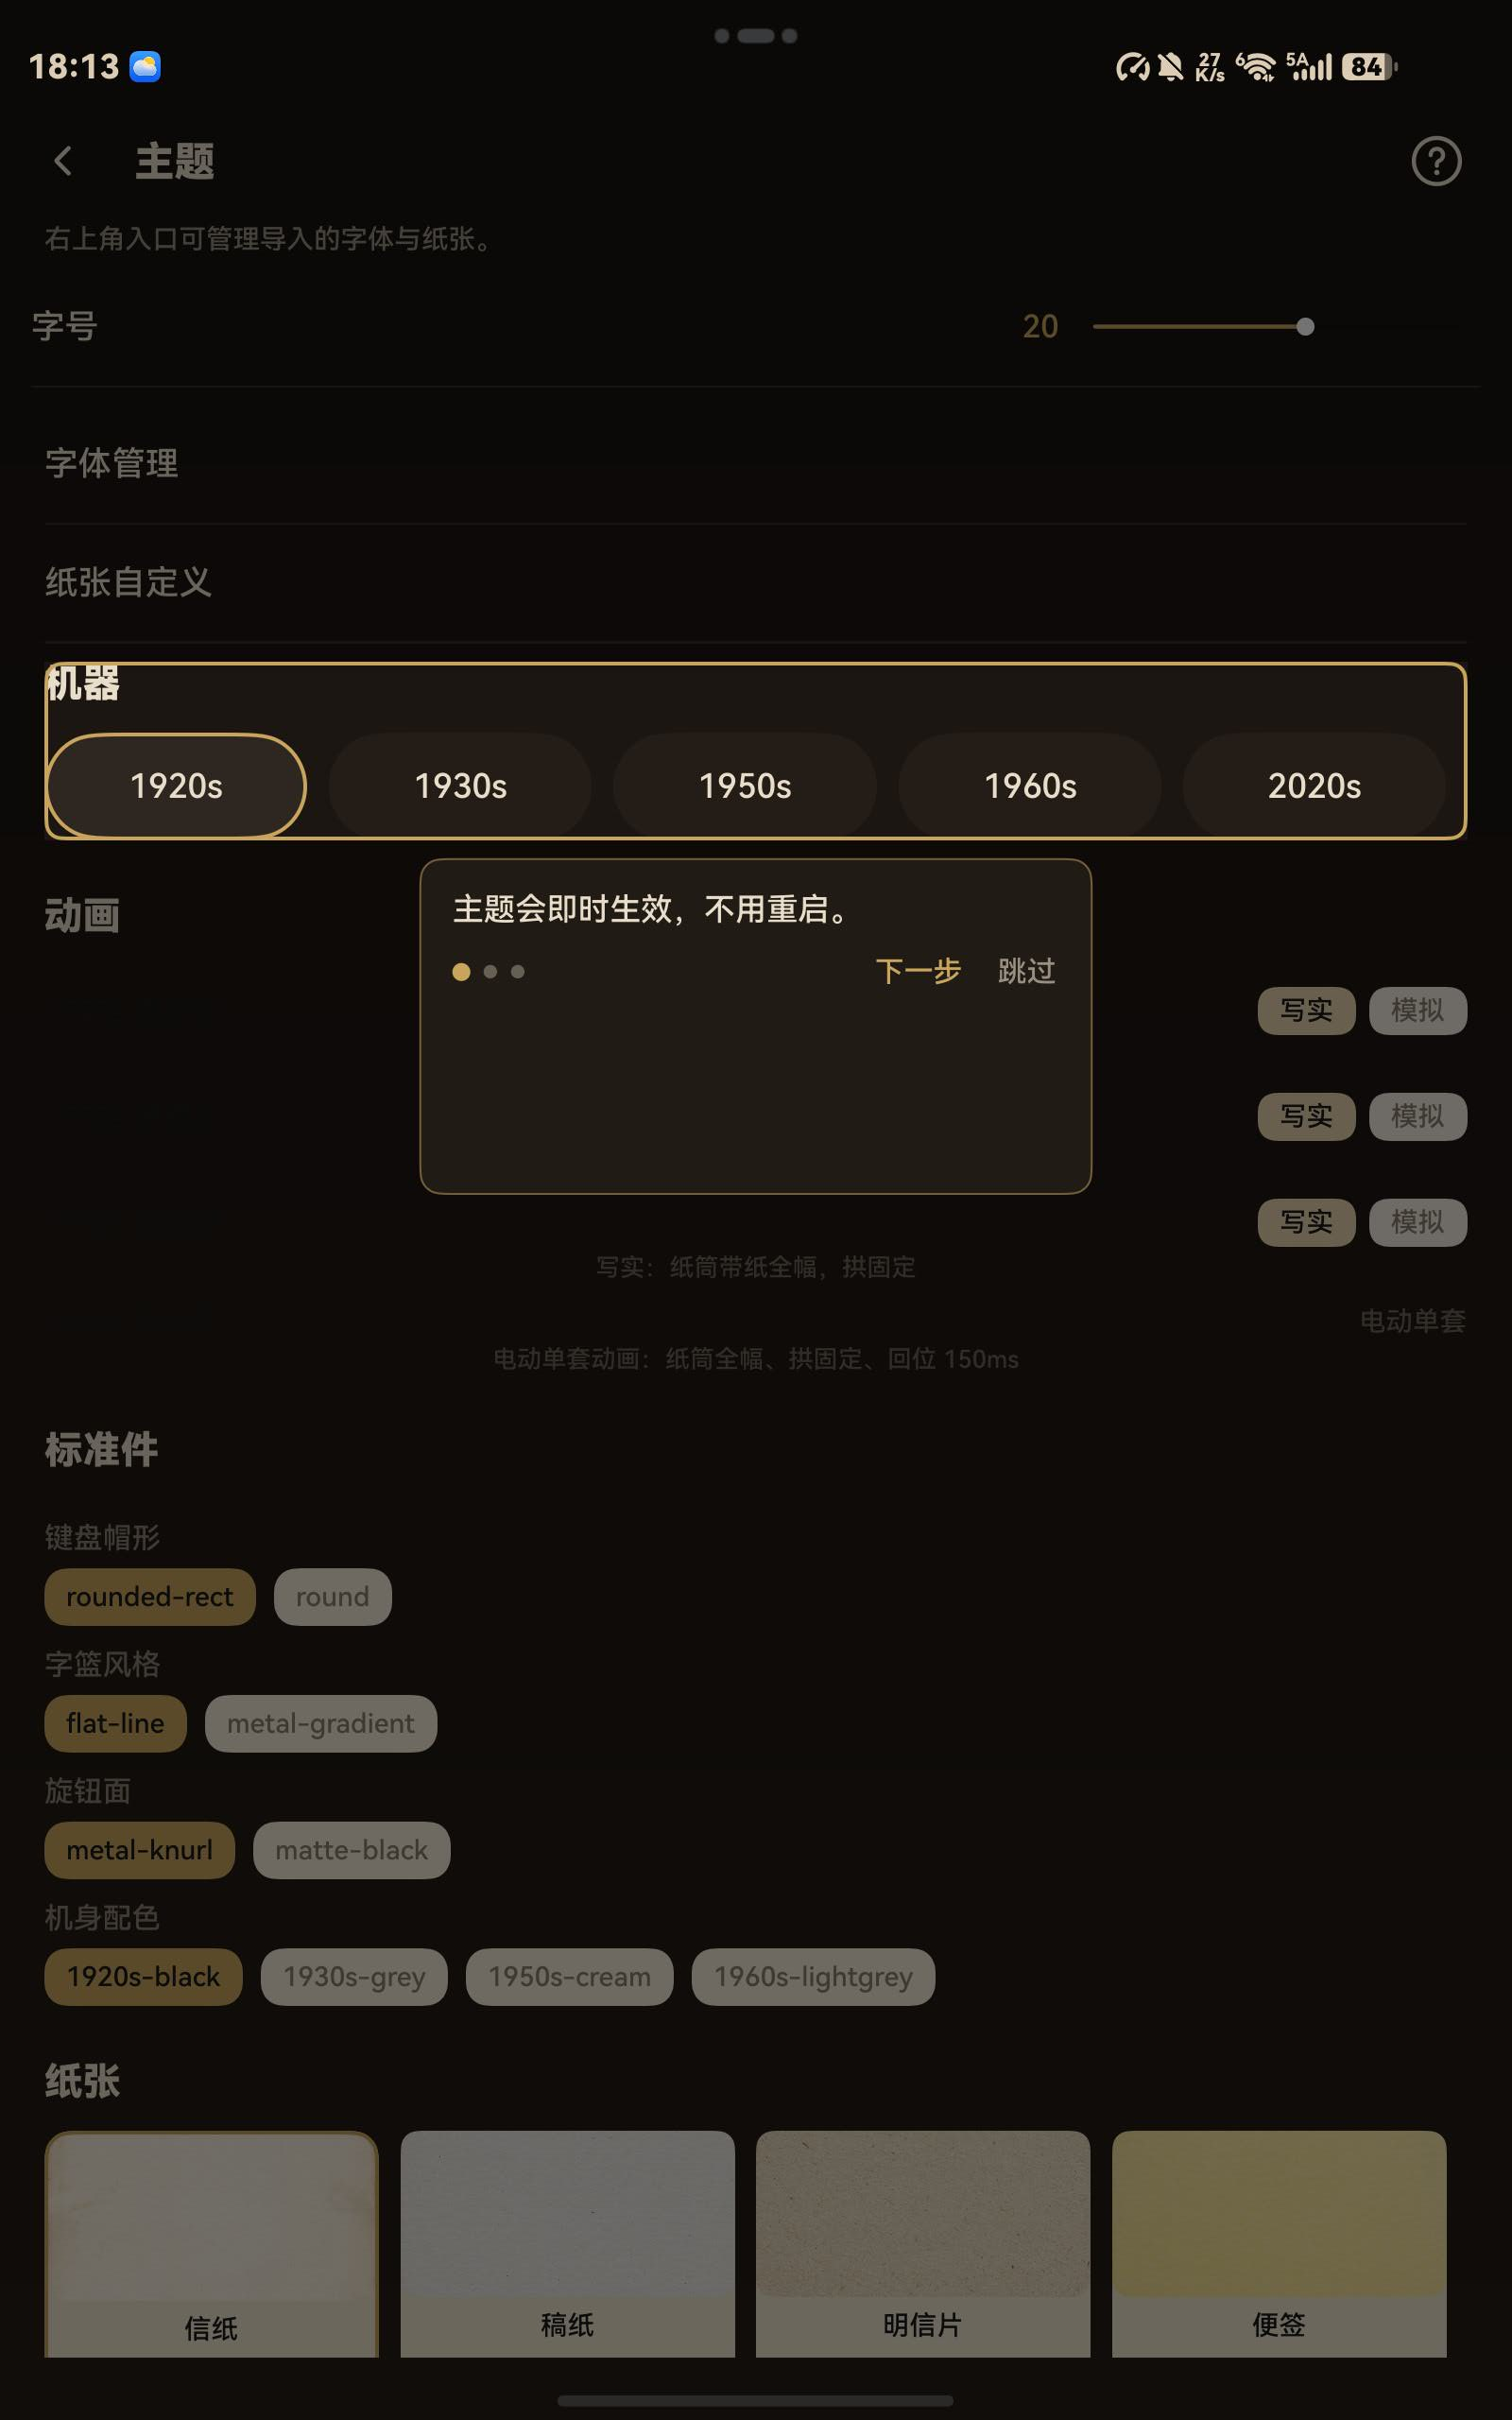 18:13
27 K/s 6 5A 84
主题
右上角入口可管理导入的字体与纸张。
字号 20
字体管理
纸张自定义
机器
1920s 1930s 1950s 1960s 2020s
主题会即时生效，不用重启。
下一步 跳过
动画
写实 模拟
写实 模拟
写实 模拟
写实：纸筒带纸全幅，拱固定
电动单套
电动单套动画：纸筒全幅、拱固定、回位 150ms
标准件
键盘帽形
rounded-rect round
字篮风格
flat-line metal-gradient
旋钮面
metal-knurl matte-black
机身配色
1920s-black 1930s-grey 1950s-cream 1960s-lightgrey
纸张
信纸 稿纸 明信片 便签